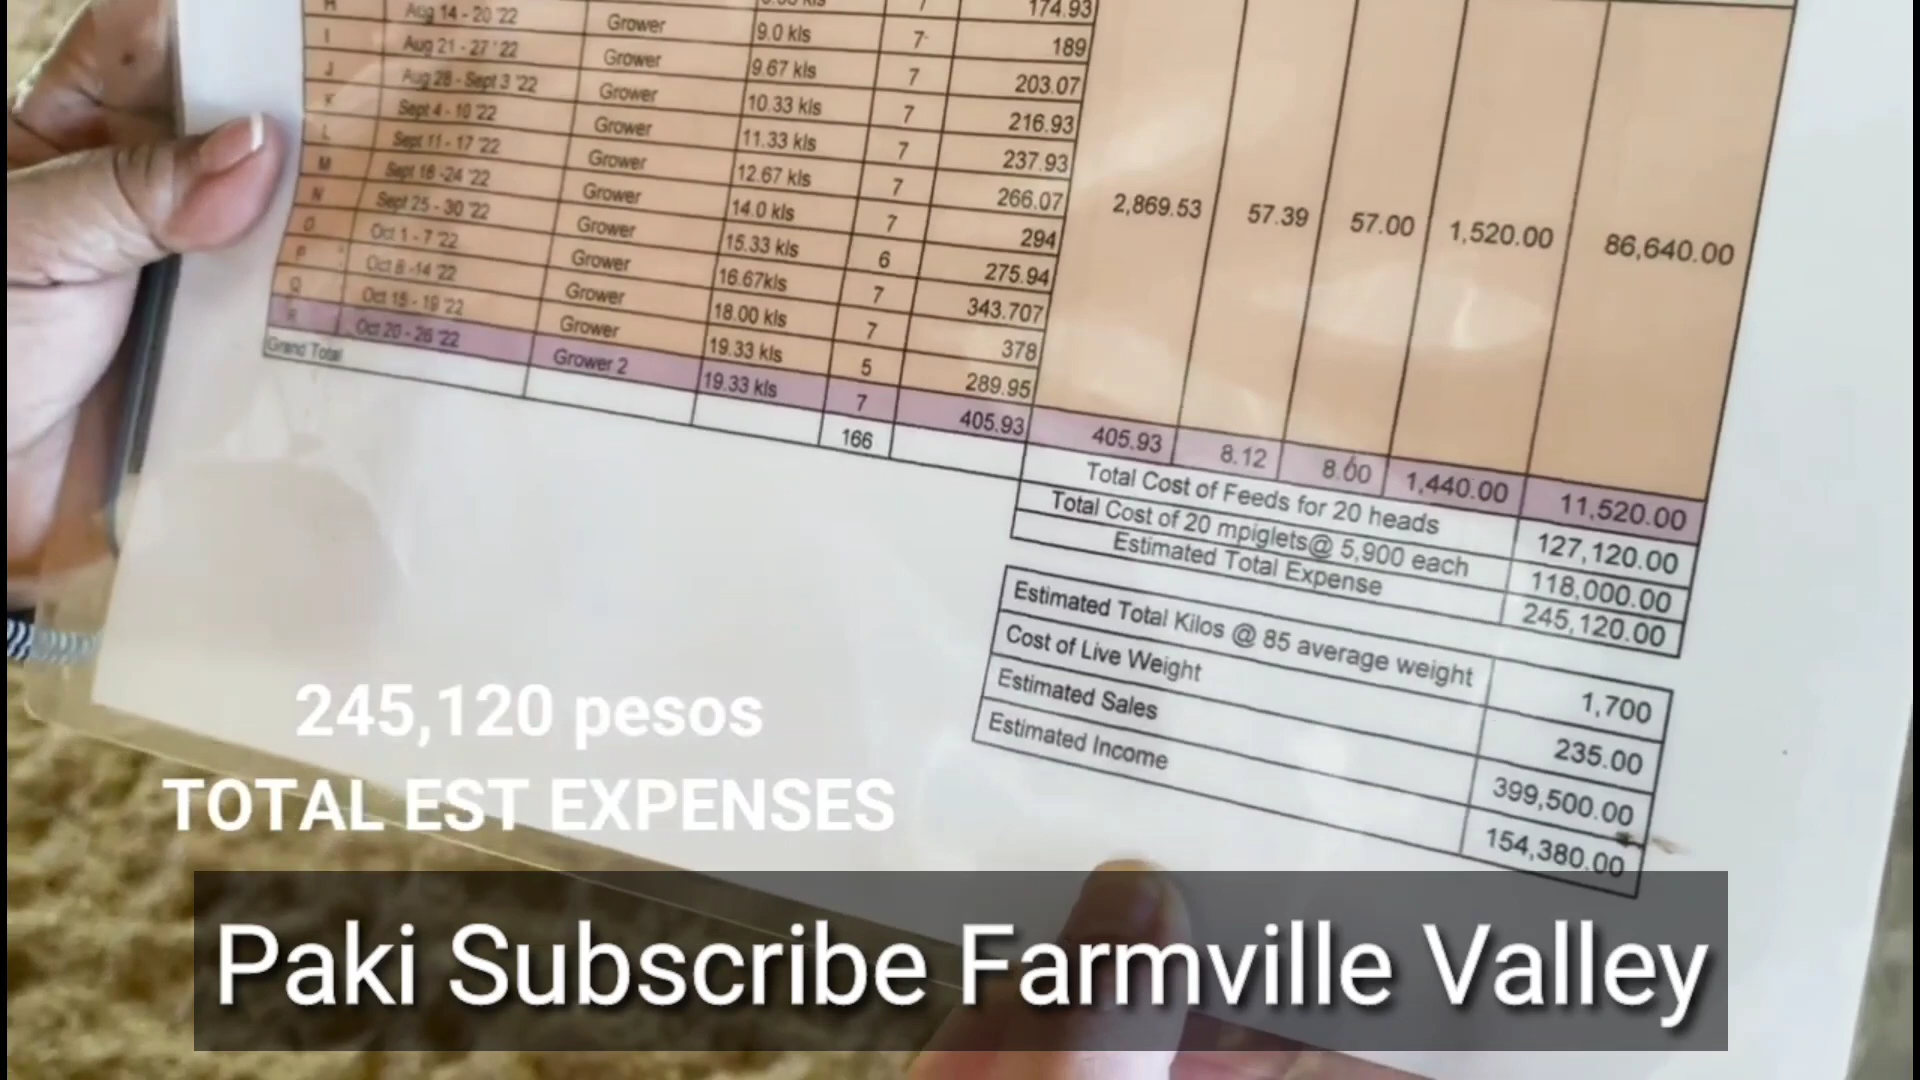 174.93
H Aug 14 - 20 '22 Grower 9.0 kls 7 189
I Aug 21 - 27 '22 Grower 9.67 kls 7 203.07
J Aug 28 - Sept 3 '22 Grower 10.33 kls 7 216.93
K Sept 4 - 10 '22 Grower 11.33 kls 7 237.93
L Sept 11 - 17 '22 Grower 12.67 kls 7 266.07 2,869.53 57.39 57.00 1,520.00 86,640.00
M Sept 18 -24 '22 Grower 14.0 kls 7 294
N Sept 25 - 30 '22 Grower 15.33 kls 6 275.94
O Oct 1 - 7 '22 Grower 16.67kls 7 343.707
P Oct 8 -14 '22 Grower 18.00 kls 7 378
Q Oct 15 - 19 '22 Grower 19.33 kls 5 289.95
R Oct 20 - 26 '22 Grower 2 19.33 kls 7 405.93 405.93 8.12 8.00 1,440.00 11,520.00
Grand Total 166
Total Cost of Feeds for 20 heads 127,120.00
Total Cost of 20 mpiglets@ 5,900 each 118,000.00
Estimated Total Expense 245,120.00
Estimated Total Kilos @ 85 average weight 1,700
Cost of Live Weight 235.00
Estimated Sales 399,500.00
Estimated Income 154,380.00
245,120 pesos
TOTAL EST EXPENSES
Paki Subscribe Farmville Valley